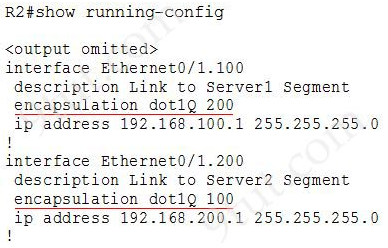 R2#show running-config
<output omitted>
interface Ethernet0/1.100
description Link to Server1 Segment
encapsulation dot1Q 200
ip address 192.168.100.1 255.255.255.0
!
interface Ethernet0/1.200
description Link to Server2 Segment
encapsulation dot1Q 100
ip address 192.168.200.1 255.255.255.0
!
9tut.com